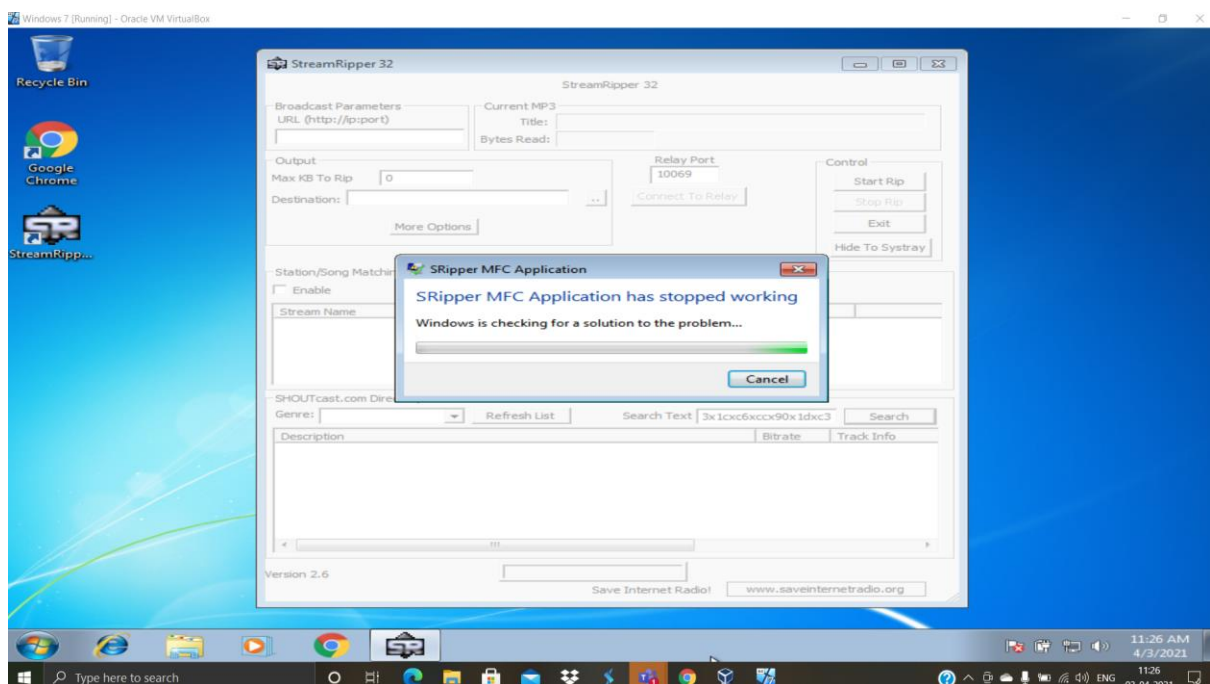 Windows 7 [Running] - Oracle VM VirtualBox
Recycle Bin
Google
Chrome
StreamRipp...
StreamRipper 32
StreamRipper 32
Broadcast Parameters
URL (http://ip:port)
Current MP3
Title:
Bytes Read:
Output
Max KB To Rip 0
Destination: ..
More Options
Relay Port
10069
Connect To Relay
Control
Start Rip
Stop Rip
Exit
Hide To Systray
Station/Song Matchin
Enable
Stream Name
SRipper MFC Application
SRipper MFC Application has stopped working
Windows is checking for a solution to the problem...
Cancel
SHOUTcast.com Dire
Genre: Refresh List Search Text 3x1cxc6xccx90x1dxc3 Search
Description Bitrate Track Info
Version 2.6
Save Internet Radio! www.saveinternetradio.org
11:26 AM
4/3/2021
Type here to search
ENG
11:26
03-04-2021